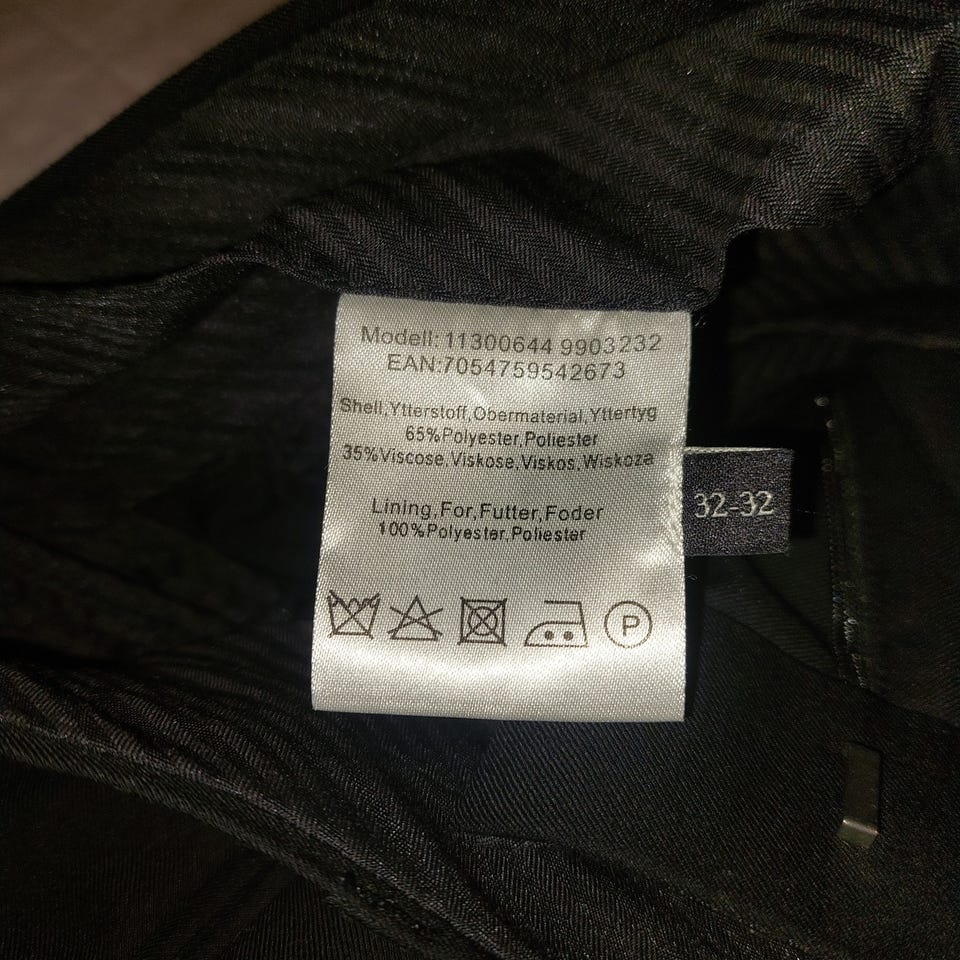 Modell: 11300644 9903232
EAN:7054759542673
Shell,Ytterstoff,Obermaterial,Yttertyg
65%Polyester,Poliester
35%Viscose,Viskose,Viskos,Wiskoza
Lining,For,Futter,Foder
100%Polyester,Poliester
P
32-32